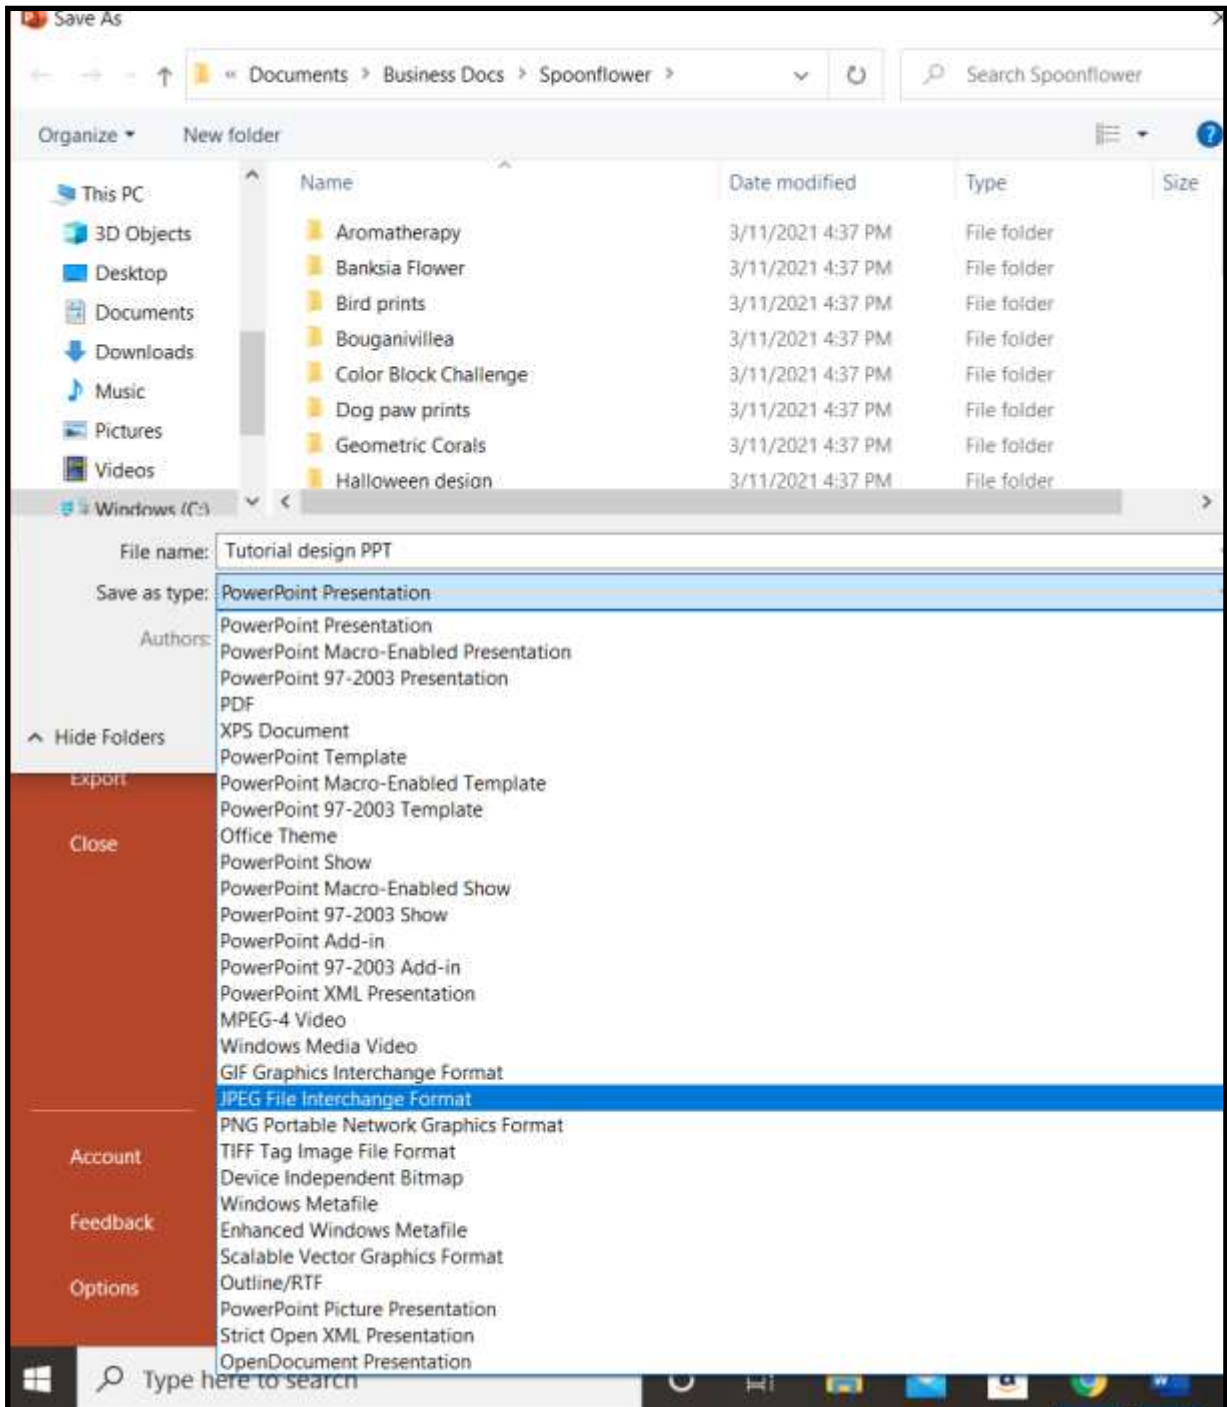 Save As
« Documents > Business Docs > Spoonflower >
Search Spoonflower
Organize
New folder
Name Date modified Type Size
This PC
3D Objects
Desktop
Documents
Downloads
Music
Pictures
Videos
Windows (C:)
Aromatherapy 3/11/2021 4:37 PM File folder
Banksia Flower 3/11/2021 4:37 PM File folder
Bird prints 3/11/2021 4:37 PM File folder
Bouganivillea 3/11/2021 4:37 PM File folder
Color Block Challenge 3/11/2021 4:37 PM File folder
Dog paw prints 3/11/2021 4:37 PM File folder
Geometric Corals 3/11/2021 4:37 PM File folder
Halloween design 3/11/2021 4:37 PM File folder
File name: Tutorial design PPT
Save as type: PowerPoint Presentation
Authors:
Hide Folders
PowerPoint Presentation
PowerPoint Macro-Enabled Presentation
PowerPoint 97-2003 Presentation
PDF
XPS Document
PowerPoint Template
PowerPoint Macro-Enabled Template
PowerPoint 97-2003 Template
Office Theme
PowerPoint Show
PowerPoint Macro-Enabled Show
PowerPoint 97-2003 Show
PowerPoint Add-in
PowerPoint 97-2003 Add-in
PowerPoint XML Presentation
MPEG-4 Video
Windows Media Video
GIF Graphics Interchange Format
JPEG File Interchange Format
PNG Portable Network Graphics Format
TIFF Tag Image File Format
Device Independent Bitmap
Windows Metafile
Enhanced Windows Metafile
Scalable Vector Graphics Format
Outline/RTF
PowerPoint Picture Presentation
Strict Open XML Presentation
OpenDocument Presentation
Export
Close
Account
Feedback
Options
Type here to search